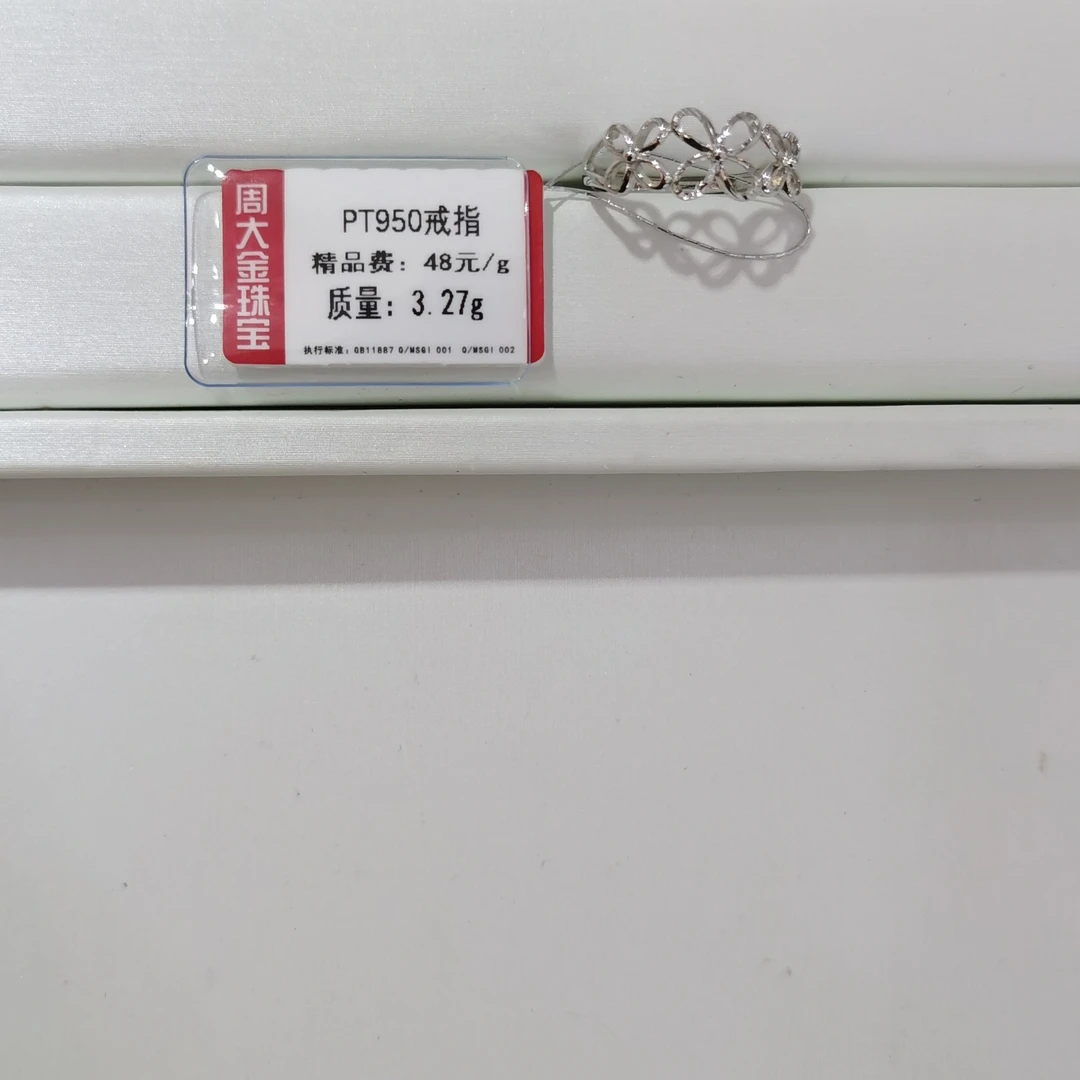 周大金珠宝
PT950戒指
精品费：48元/g
质量：3.27g
执行标准：GB11887 Q/MSGI 001 Q/MSGI 002